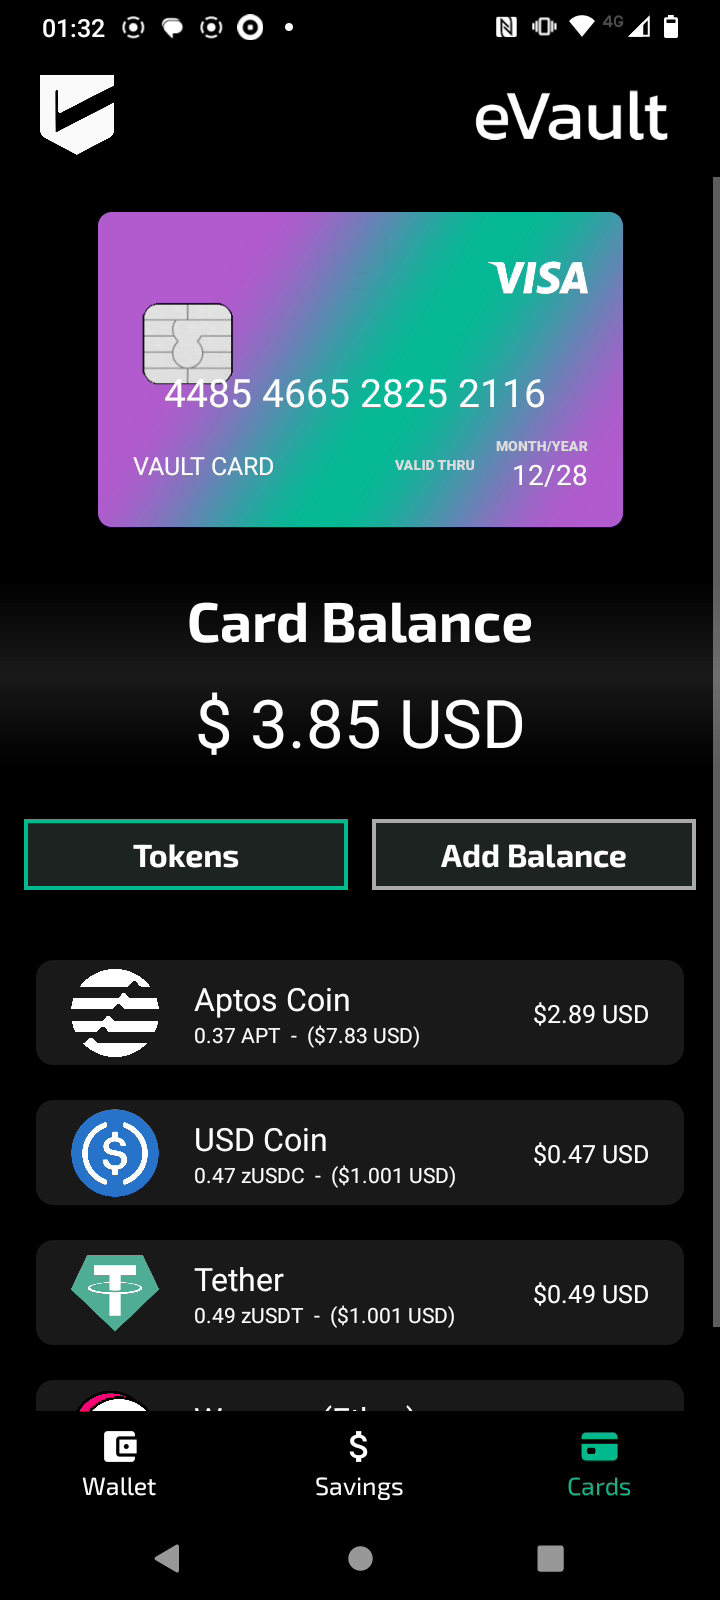 01:32
4G
eVault
VISA
4485 4665 2825 2116
MONTH/YEAR
VAULT CARD VALID THRU 12/28
Card Balance
$ 3.85 USD
Tokens Add Balance
Aptos Coin
0.37 APT - ($7.83 USD) $2.89 USD
USD Coin
0.47 zUSDC - ($1.001 USD) $0.47 USD
Tether
0.49 zUSDT - ($1.001 USD) $0.49 USD
Wallet Savings Cards